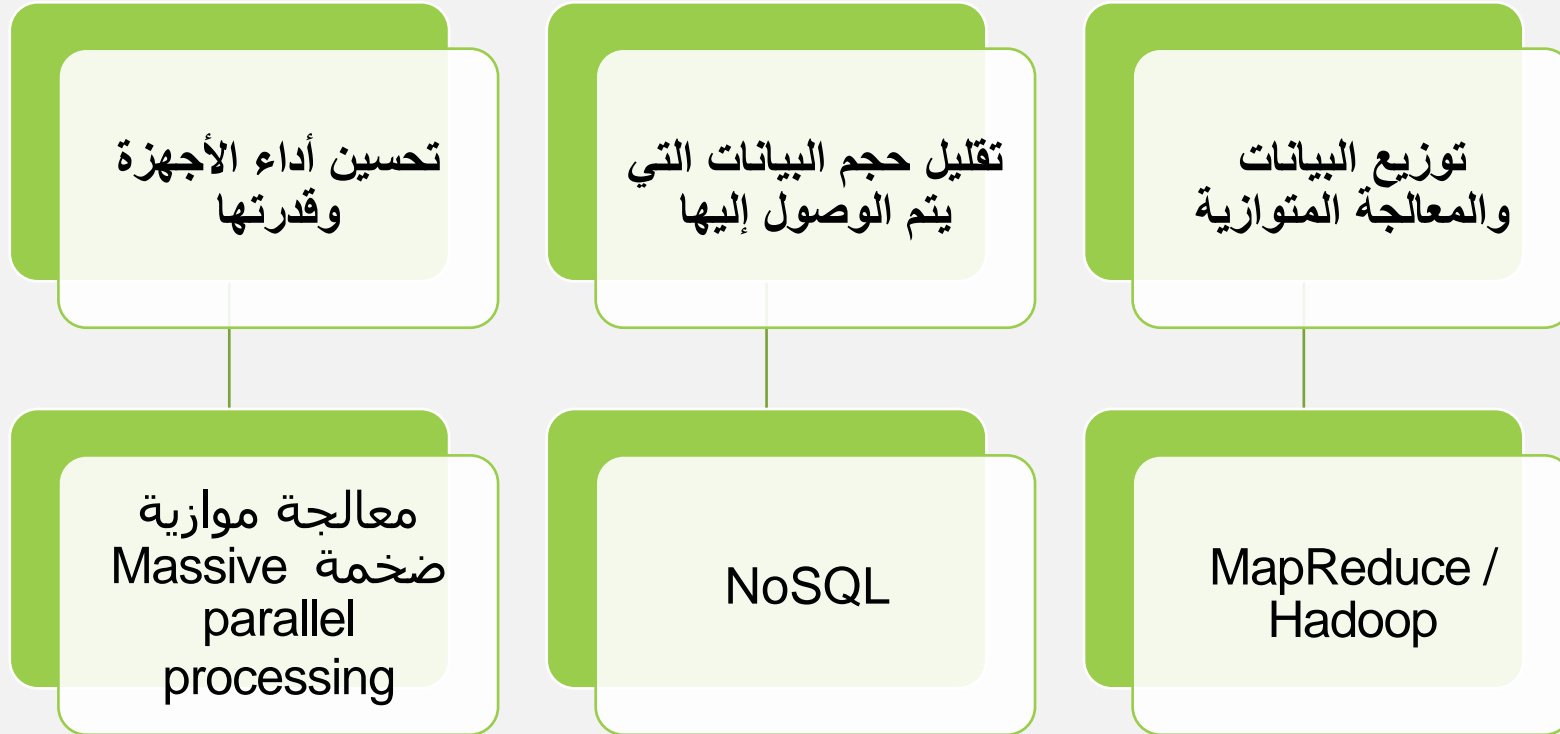 توزيع البيانات
والمعالجة المتوازية
تقليل حجم البيانات التي
يتم الوصول إليها
تحسين أداء الأجهزة
وقدرتها
MapReduce /
Hadoop
NoSQL
معالجة موازية
ضخمة Massive
parallel
processing